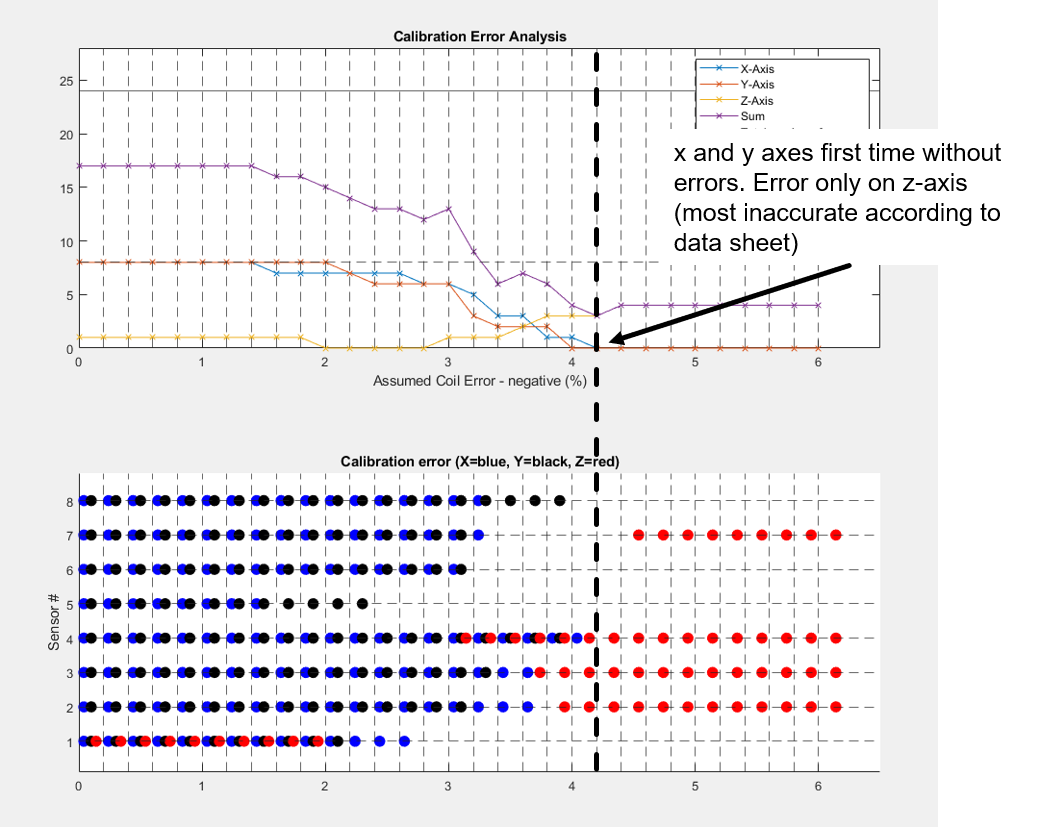 Calibration Error Analysis
25
20
15
10
5
0
0 1 2 3 4 5 6
Assumed Coil Error - negative (%)
X-Axis
Y-Axis
Z-Axis
Sum
x and y axes first time without
errors. Error only on z-axis
(most inaccurate according to
data sheet)
Calibration error (X=blue, Y=black, Z=red)
Sensor #
8
7
6
5
4
3
2
1
0 1 2 3 4 5 6